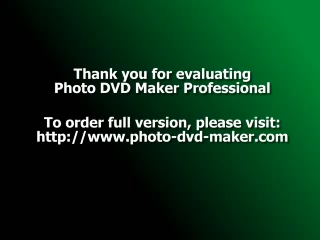 Thank you for evaluating
Photo DVD Maker Professional
To order full version, please visit:
http://www.photo-dvd-maker.com